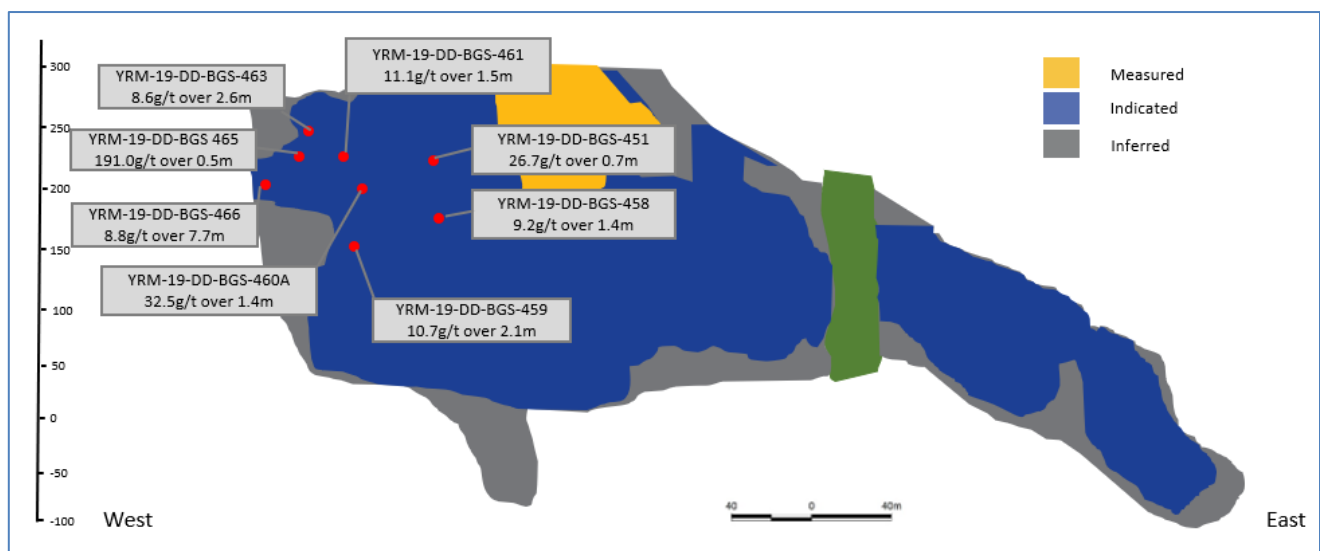 YRM-19-DD-BGS-461
11.1g/t over 1.5m
YRM-19-DD-BGS-463
8.6g/t over 2.6m
YRM-19-DD-BGS 465
191.0g/t over 0.5m
YRM-19-DD-BGS-451
26.7g/t over 0.7m
YRM-19-DD-BGS-466
8.8g/t over 7.7m
YRM-19-DD-BGS-458
9.2g/t over 1.4m
YRM-19-DD-BGS-460A
32.5g/t over 1.4m
YRM-19-DD-BGS-459
10.7g/t over 2.1m
Measured
Indicated
Inferred
300
250
200
150
100
50
0
-50
-100
West
40 0 40m
East